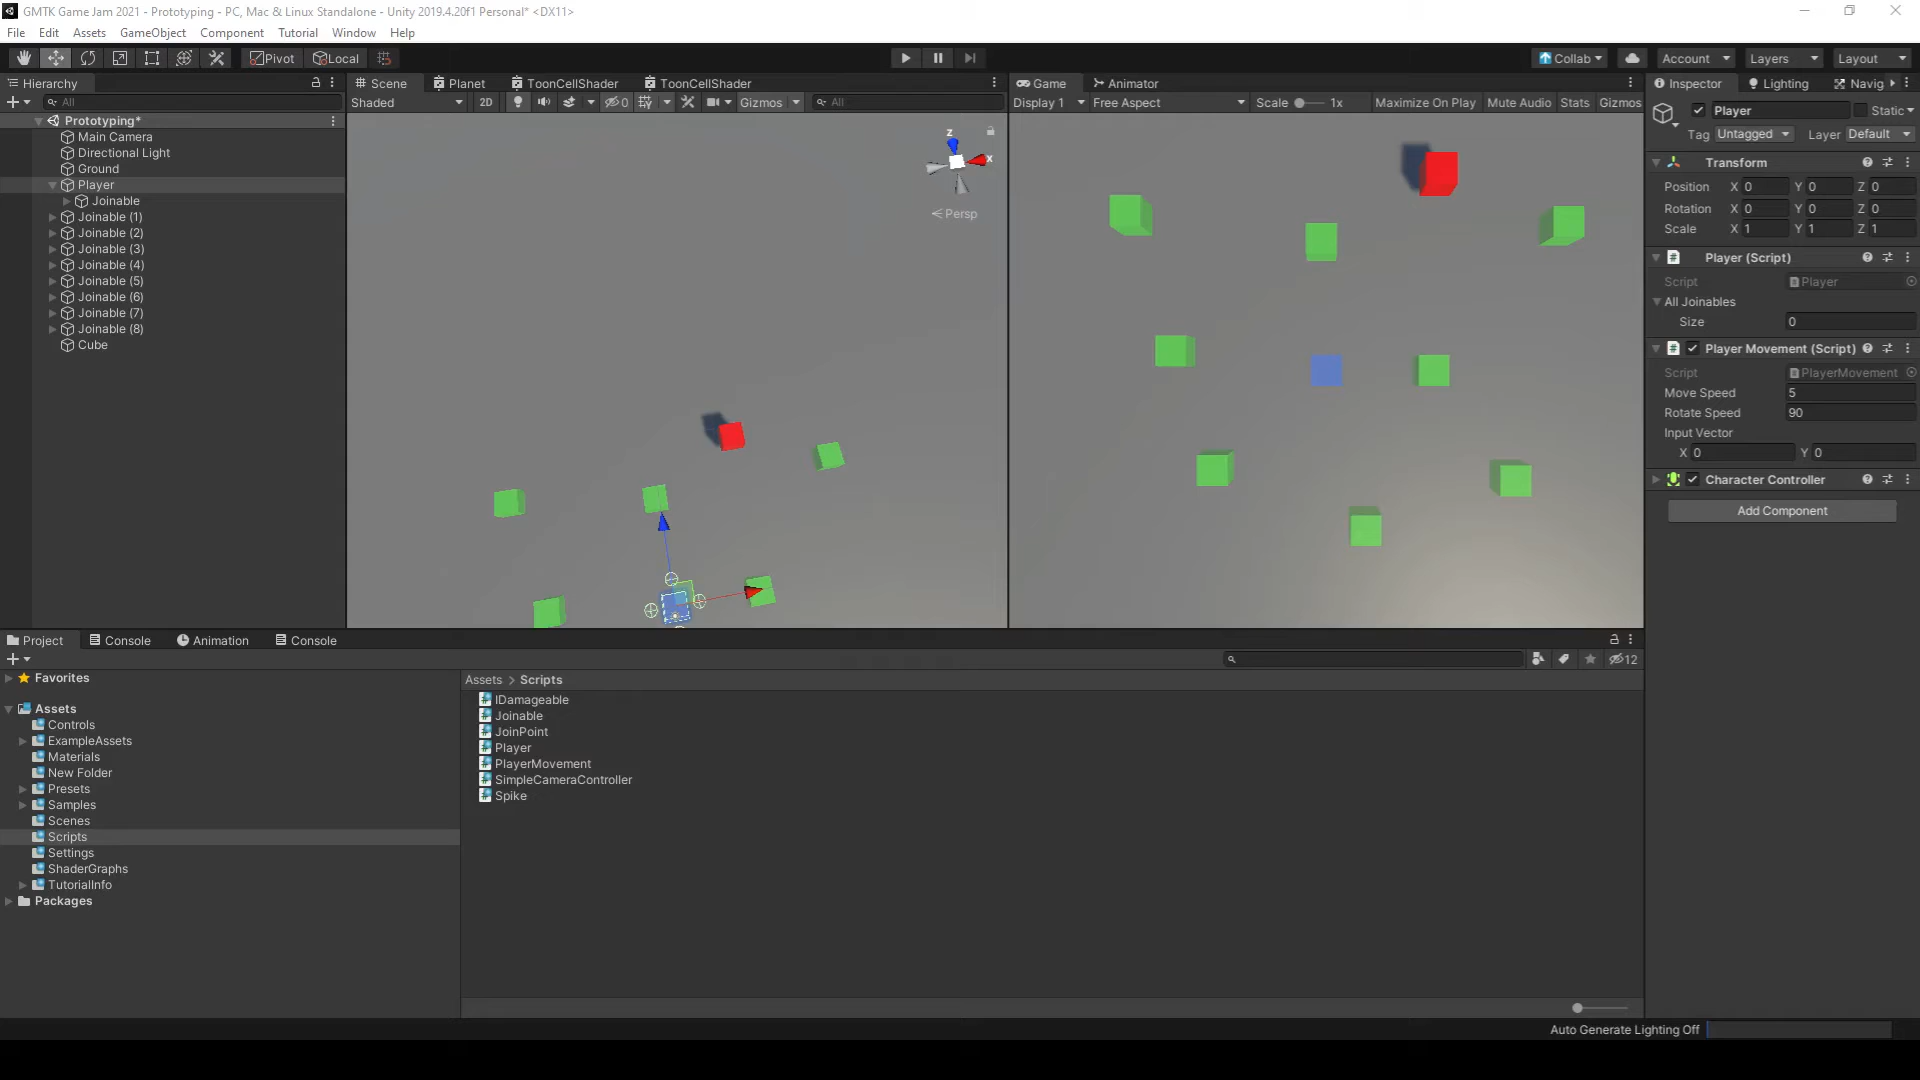 GMTK Game Jam 2021 - Prototyping - PC, Mac & Linux Standalone - Unity 2019.4.20f1 Personal* <DX11>
File Edit Assets GameObject Component Tutorial Window Help
Pivot Local Collab Account Layers Layout
Hierarchy
All
Prototyping*
Main Camera
Directional Light
Ground
Player
Joinable
Joinable (1)
Joinable (2)
Joinable (3)
Joinable (4)
Joinable (5)
Joinable (6)
Joinable (7)
Joinable (8)
Cube
Scene Planet ToonCellShader ToonCellShader
Shaded 2D 0 Gizmos All
z
x
Persp
Game Animator
Display 1 Free Aspect Scale 1x Maximize On Play Mute Audio Stats Gizmos
Inspector Lighting Navig
Player Static
Tag Untagged Layer Default
Transform
Position X 0 Y 0 Z 0
Rotation X 0 Y 0 Z 0
Scale X 1 Y 1 Z 1
Player (Script)
Script Player
All Joinables
Size 0
Player Movement (Script)
Script PlayerMovement
Move Speed 5
Rotate Speed 90
Input Vector
X 0 Y 0
Character Controller
Add Component
Project Console Animation Console
12
Favorites
Assets
Controls
ExampleAssets
Materials
New Folder
Presets
Samples
Scenes
Scripts
Settings
ShaderGraphs
TutorialInfo
Packages
Assets > Scripts
IDamageable
Joinable
JoinPoint
Player
PlayerMovement
SimpleCameraController
Spike
Auto Generate Lighting Off